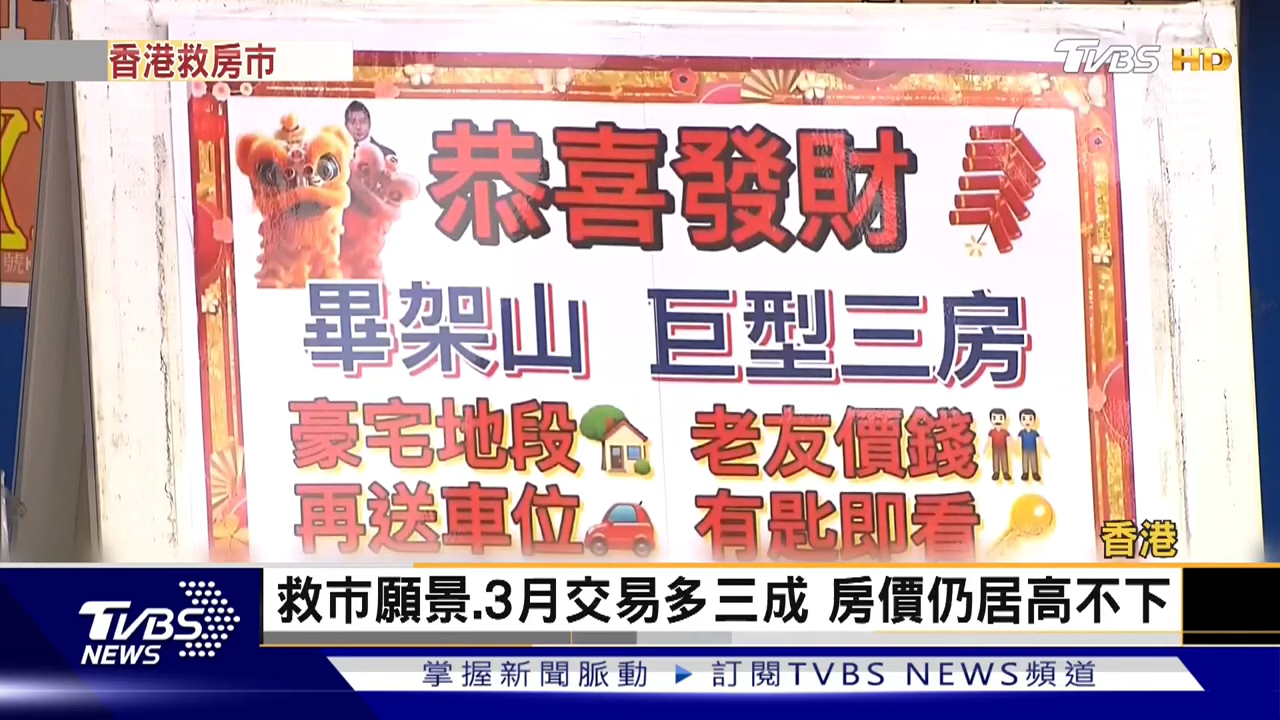 香港救房市
TVBS HD
恭喜發財
畢架山 巨型三房
豪宅地段 老友價錢
再送車位 有匙即看
號
香港
救市願景.3月交易多三成 房價仍居高不下
TVBS NEWS
掌握新聞脈動 ▶ 訂閱TVBS NEWS頻道